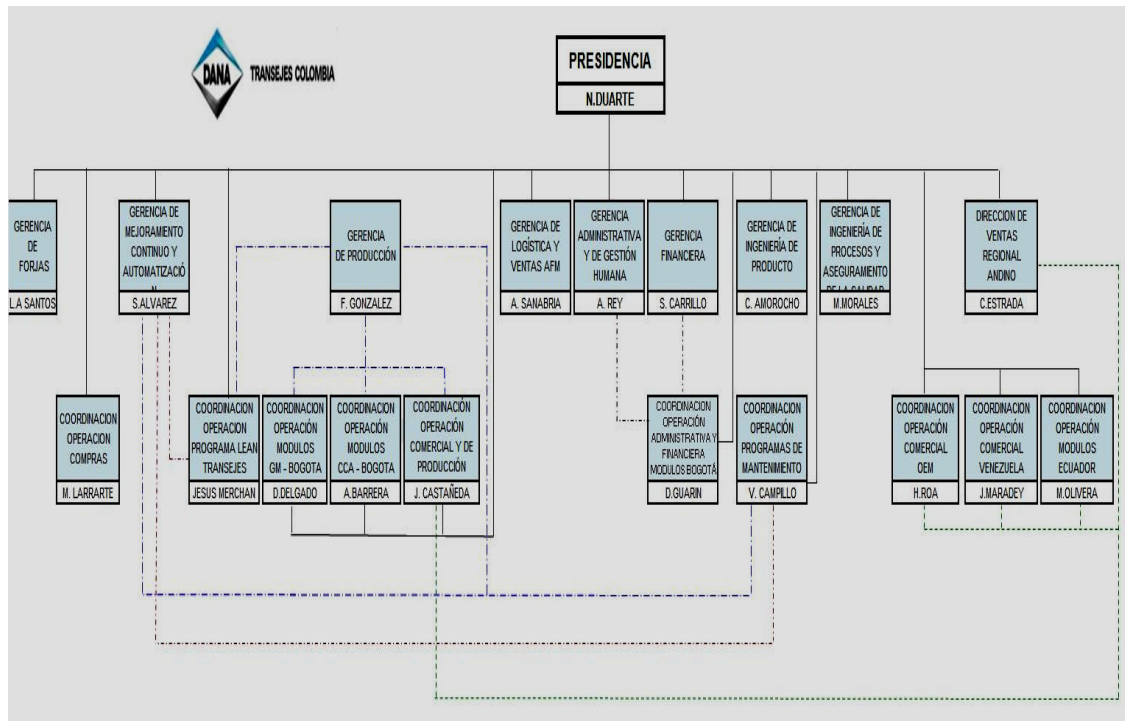 DANA
TRANSEJES COLOMBIA
PRESIDENCIA
N.DUARTE
GERENCIA
DE
FORJAS
L.A SANTOS
GERENCIA DE
MEJORAMIENTO
CONTINUO Y
AUTOMATIZACIÓ
N
S.ALVAREZ
GERENCIA
DE PRODUCCIÓN
F. GONZALEZ
GERENCIA DE
LOGÍSTICA Y
VENTAS AFM
A. SANABRIA
GERENCIA
ADMINISTRATIVA
Y DE GESTIÓN
HUMANA
A. REY
GERENCIA
FINANCIERA
S. CARRILLO
GERENCIA DE
INGENIERÍA DE
PRODUCTO
C. AMOROCHO
GERENCIA DE
INGENIERÍA DE
PROCESOS Y
ASEGURAMIENTO
DE LA CALIDAD
M.MORALES
DIRECCION DE
VENTAS
REGIONAL
ANDINO
C.ESTRADA
COORDINACION
OPERACION
COMPRAS
M. LARRARTE
COORDINACION
OPERACIÓN
PROGRAMA LEAN
TRANSEJES
JESUS MERCHAN
COORDINACION
OPERACIÓN
MODULOS
GM - BOGOTA
D.DELGADO
COORDINACION
OPERACIÓN
MODULOS
CCA - BOGOTA
A.BARRERA
COORDINACIÓN
OPERACIÓN
COMERCIAL Y DE
PRODUCCIÓN
J. CASTAÑEDA
COORDINACION
OPERACIÓN
ADMINISTRATIVA Y
FINANCIERA
MODULOS BOGOTÁ
D.GUARIN
COORDINACION
OPERACIÓN
PROGRAMAS DE
MANTENIMIENTO
V. CAMPILLO
COORDINACION
OPERACIÓN
COMERCIAL
OEM
H.ROA
COORDINACION
OPERACIÓN
COMERCIAL
VENEZUELA
J.MARADEY
COORDINACION
OPERACIÓN
MODULOS
ECUADOR
M.OLIVERA